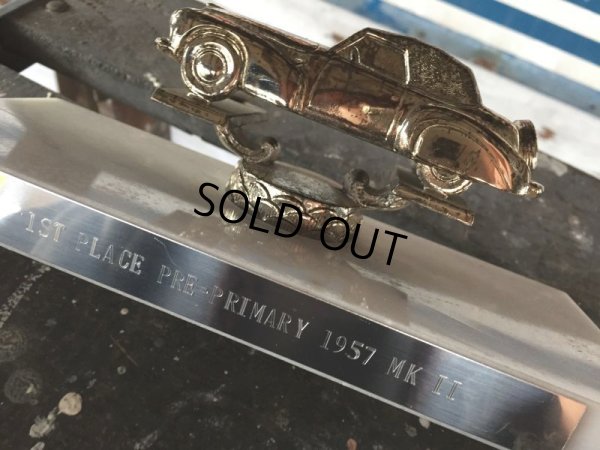 SOLD OUT
1ST PLACE PRE-PRIMARY 1957 MK II